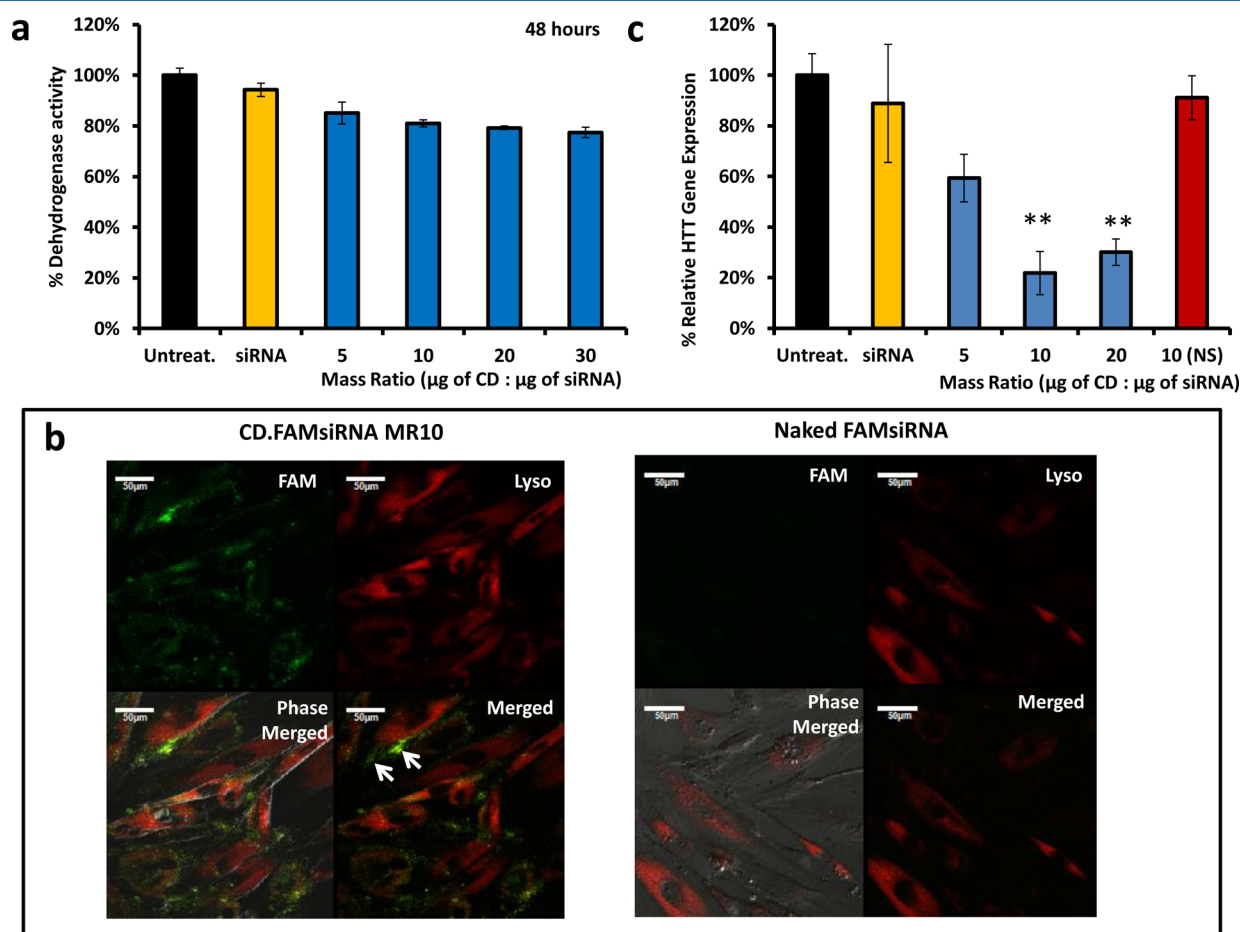 a
120%
100%
80%
60%
40%
20%
0%
% Dehydrogenase activity
48 hours
Untreat. siRNA 5 10 20 30
Mass Ratio (µg of CD : µg of siRNA)
c
120%
100%
80%
60%
40%
20%
0%
% Relative HTT Gene Expression
** **
Untreat. siRNA 5 10 20 10 (NS)
Mass Ratio (µg of CD : µg of siRNA)
b
CD.FAMsiRNA MR10
50µm FAM
50µm Lyso
50µm Phase
Merged
50µm Merged
Naked FAMsiRNA
50µm FAM
50µm Lyso
50µm Phase
Merged
50µm Merged